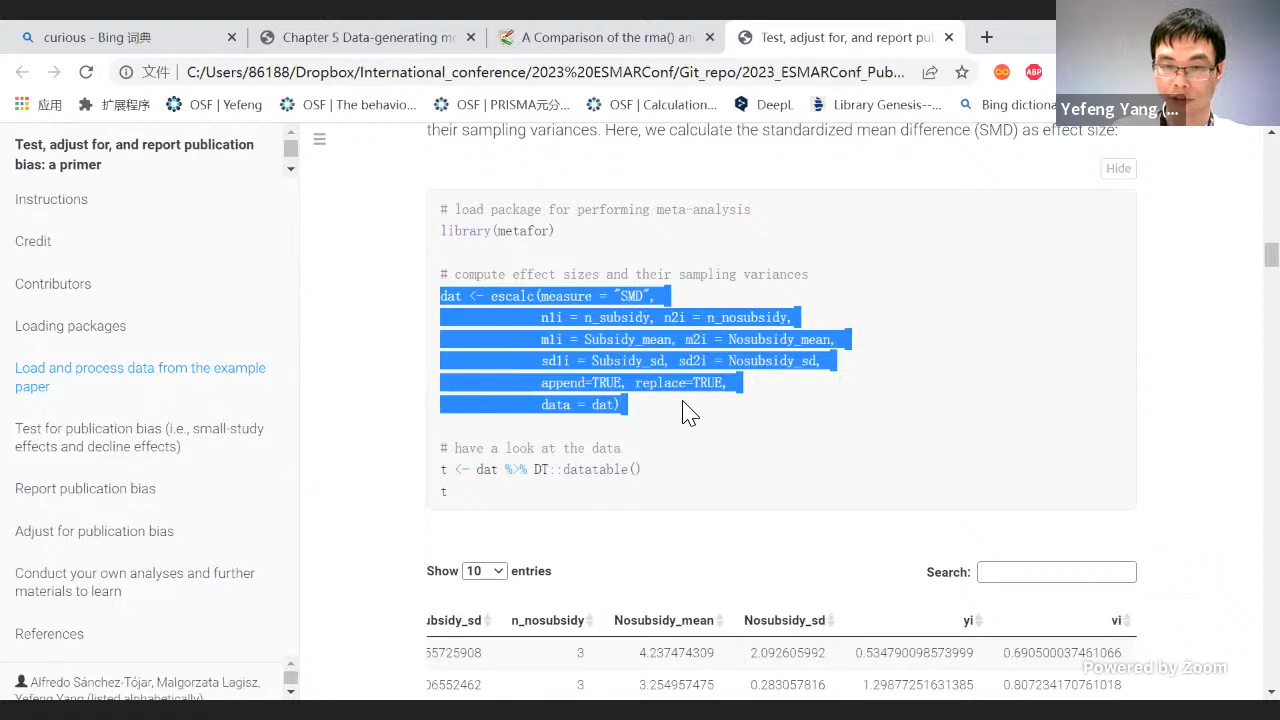 curious - Bing 词典
Chapter 5 Data-generating mo
A Comparison of the rma() an
Test, adjust for, and report pu
文件 C:/Users/86188/Dropbox/International_conference/2023%20ESMARConf/Git_repo/2023_ESMARConf_Pub...
ABP
应用 扩展程序 OSF | Yefeng OSF | The behavio... OSF | PRISMA元分... OSF | Calculation... DeepL Library Genesis--... Bing dictiona
Yefeng Yang (...
Test, adjust for, and report publication
bias: a primer
Instructions
Credit
Contributors
Loading packages
Load and process data from the example
paper
Test for publication bias (i.e., small-study
effects and decline effects)
Report publication bias
Adjust for publication bias
Conduct your own analyses and further
materials to learn
References
Alfredo Sánchez-Tójar, Malgorzata Lagisz,
Yefeng Yang (listed alphabetically)
their sampling variances. Here, we calculate the standardized mean difference (SMD) as effect size:
Hide
# load package for performing meta-analysis
library(metafor)
# compute effect sizes and their sampling variances
dat <- escalc(measure = "SMD",
n1i = n_subsidy, n2i = n_nosubsidy,
m1i = Subsidy_mean, m2i = Nosubsidy_mean,
sd1i = Subsidy_sd, sd2i = Nosubsidy_sd,
append=TRUE, replace=TRUE,
data = dat)
# have a look at the data
t <- dat %>% DT::datatable()
t
Show 10 entries
Search:
ubsidy_sd n_nosubsidy Nosubsidy_mean Nosubsidy_sd yi vi
55725908 3 4.237474309 2.092605992 0.534790098573999 0.690500037461066
06552462 3 3.254957475 0.283057816 1.29877251631385 0.807234170761018
Powered by Zoom